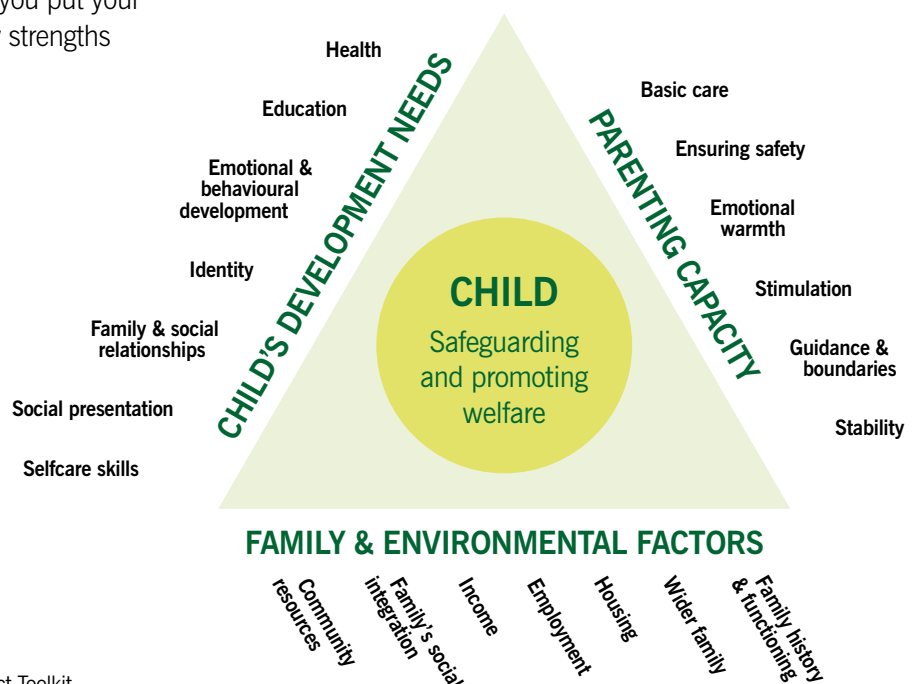 you put your
strengths
Health
Education
Emotional &
behavioural
development
Identity
Family & social
relationships
Social presentation
Selfcare skills
CHILD'S DEVELOPMENT NEEDS
PARENTING CAPACITY
Basic care
Ensuring safety
Emotional
warmth
Stimulation
Guidance &
boundaries
Stability
CHILD
Safeguarding
and promoting
welfare
FAMILY & ENVIRONMENTAL FACTORS
Community
resources
Family's social
integration
Income
Employment
Housing
Wider family
Family history
& functioning
Toolkit